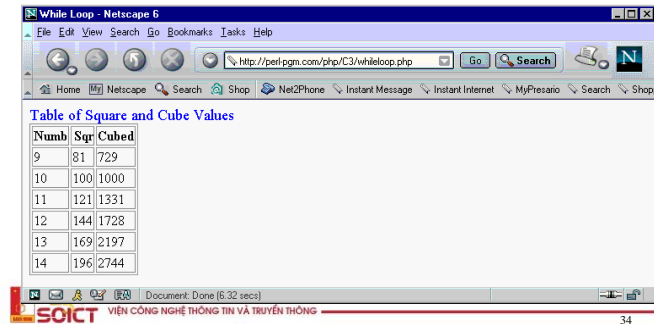 While Loop - Netscape 6
File Edit View Search Go Bookmarks Tasks Help
http://perl-pgm.com/php/C3/whileloop.php Go Search N
Home My Netscape Search Shop Net2Phone Instant Message Instant Internet MyPresario Search Shop
Table of Square and Cube Values
Numb Sqr Cubed
9 81 729
10 100 1000
11 121 1331
12 144 1728
13 169 2197
14 196 2744
Document: Done (6.32 secs)
SOICT VIỆN CÔNG NGHỆ THÔNG TIN VÀ TRUYỀN THÔNG
34